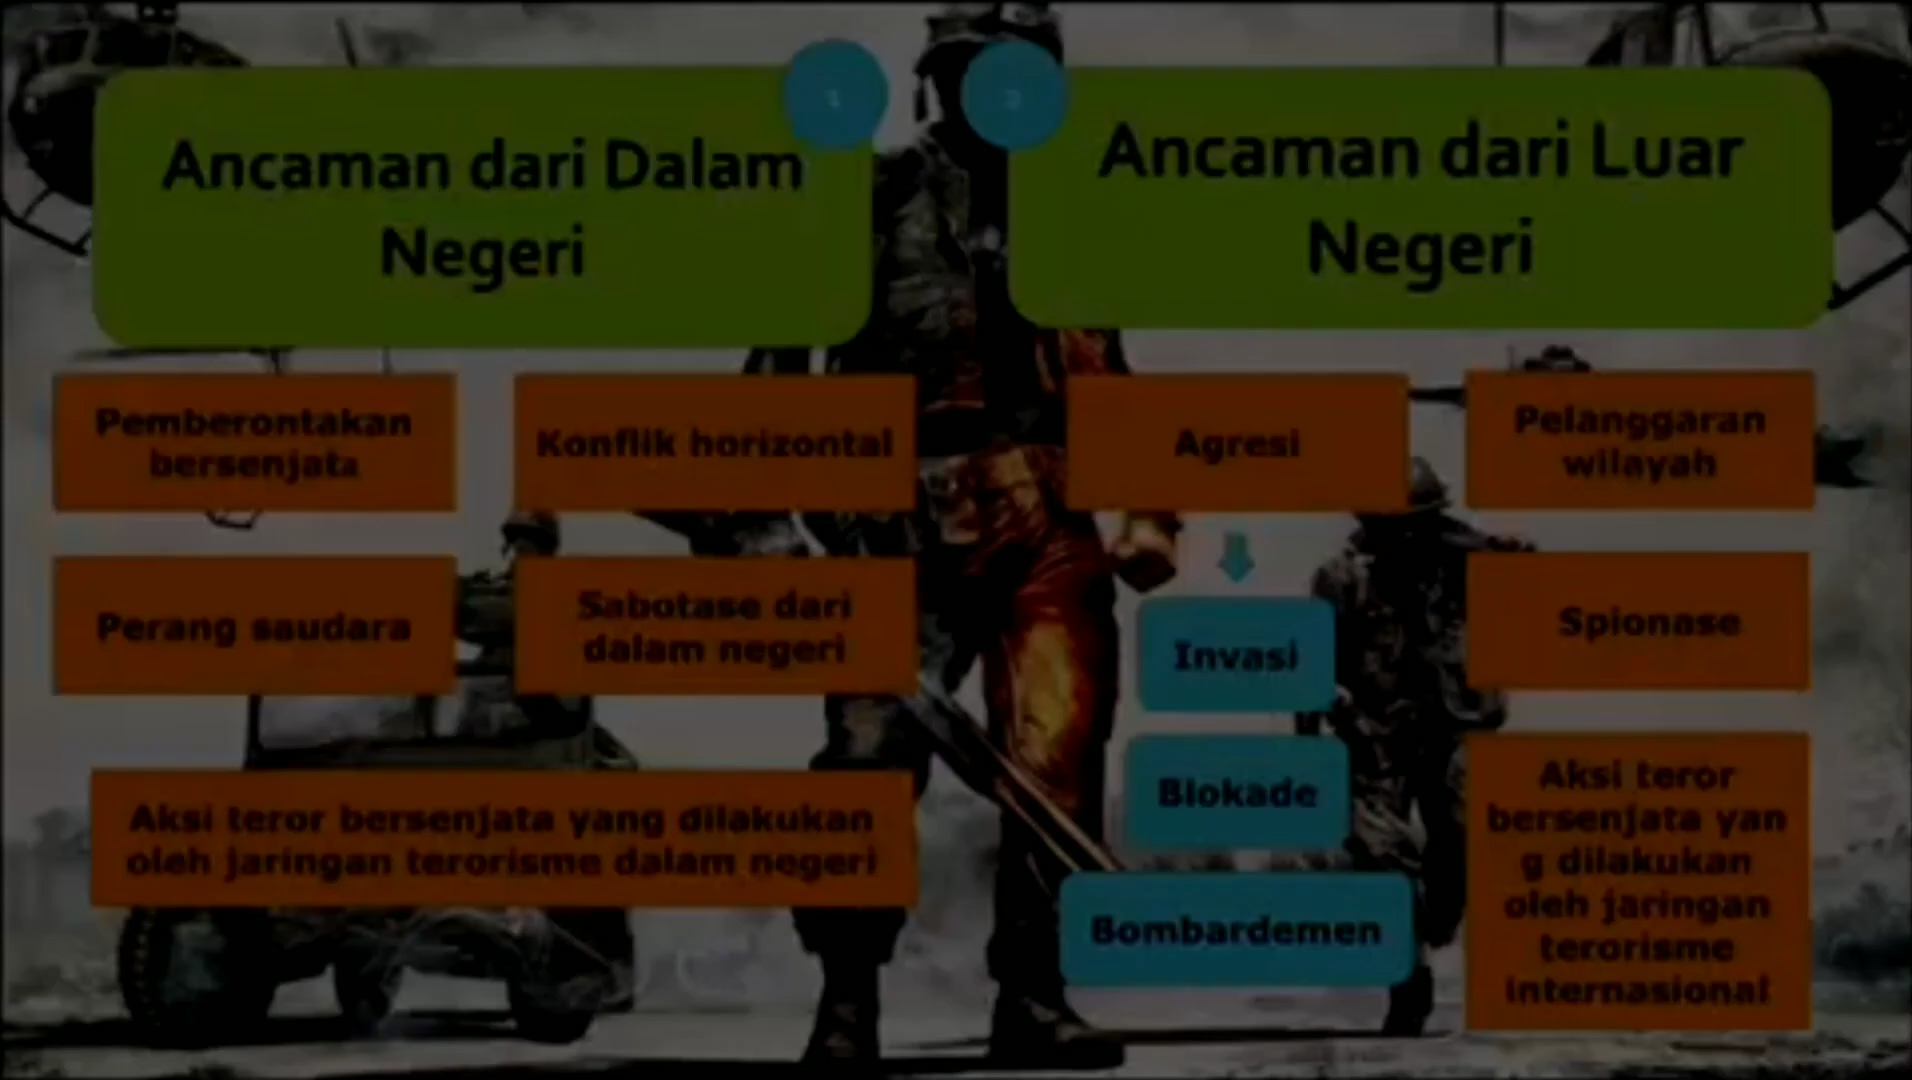 1
Ancaman dari Dalam
Negeri
Pemberontakan
bersenjata
Konflik horizontal
Perang saudara
Sabotase dari
dalam negeri
Aksi teror bersenjata yang dilakukan
oleh jaringan terorisme dalam negeri
2
Ancaman dari Luar
Negeri
Agresi
Invasi
Blokade
Bombardemen
Pelanggaran
wilayah
Spionase
Aksi teror
bersenjata yan
g dilakukan
oleh jaringan
terorisme
internasional